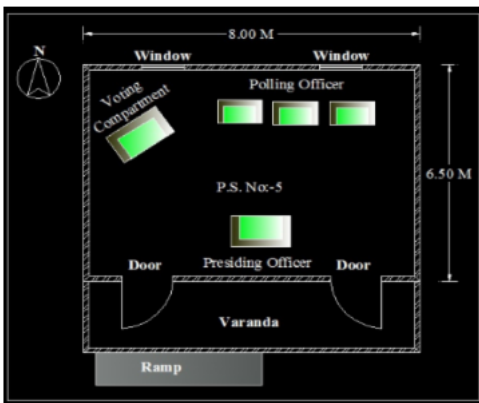 8.00 M
N
Window
Window
Voting
Compartment
Polling Officer
6.50 M
P.S. No:-5
Door
Presiding Officer
Door
Varanda
Ramp